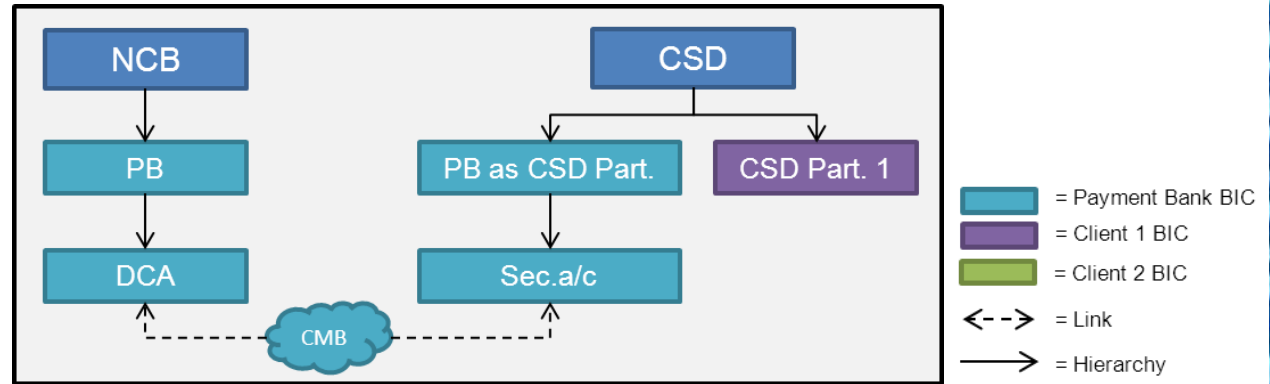 NCB
CSD
PB
PB as CSD Part.
CSD Part. 1
DCA
Sec.a/c
CMB
= Payment Bank BIC
= Client 1 BIC
= Client 2 BIC
= Link
= Hierarchy